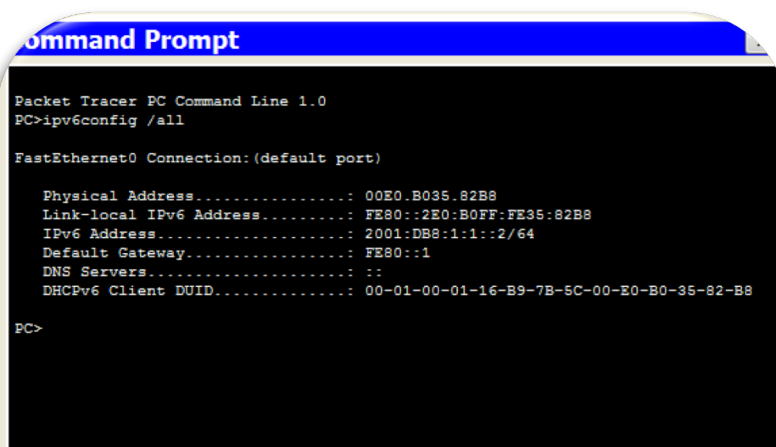 ommand Prompt
Packet Tracer PC Command Line 1.0
PC>ipv6config /all
FastEthernet0 Connection:(default port)
Physical Address................: 00E0.B035.82B8
Link-local IPv6 Address.........: FE80::2E0:B0FF:FE35:82B8
IPv6 Address....................: 2001:DB8:1:1::2/64
Default Gateway.................: FE80::1
DNS Servers.....................: ::
DHCPv6 Client DUID..............: 00-01-00-01-16-B9-7B-5C-00-E0-B0-35-82-B8
PC>